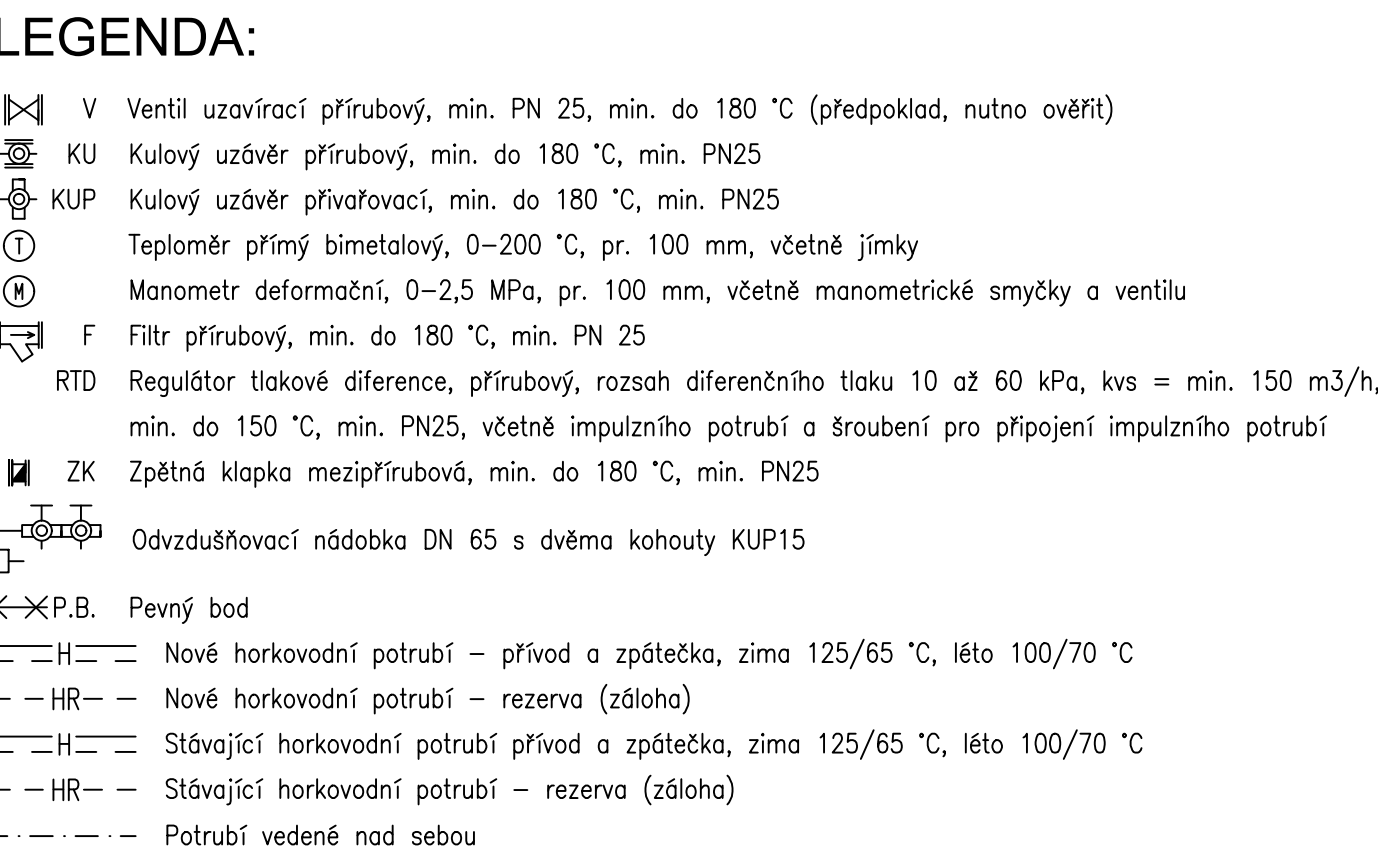 LEGENDA:
V Ventil uzavírací přírubový, min. PN 25, min. do 180 °C (předpoklad, nutno ověřit)
KU Kulový uzávěr přírubový, min. do 180 °C, min. PN25
KUP Kulový uzávěr přivařovací, min. do 180 °C, min. PN25
T Teploměr přímý bimetalový, 0–200 °C, pr. 100 mm, včetně jímky
M Manometr deformační, 0–2,5 MPa, pr. 100 mm, včetně manometrické smyčky a ventilu
F Filtr přírubový, min. do 180 °C, min. PN 25
RTD Regulátor tlakové diference, přírubový, rozsah diferenčního tlaku 10 až 60 kPa, kvs = min. 150 m3/h,
min. do 150 °C, min. PN25, včetně impulzního potrubí a šroubení pro připojení impulzního potrubí
ZK Zpětná klapka mezipřírubová, min. do 180 °C, min. PN25
Odvzdušňovací nádobka DN 65 s dvěma kohouty KUP15
P.B. Pevný bod
H Nové horkovodní potrubí – přívod a zpátečka, zima 125/65 °C, léto 100/70 °C
HR Nové horkovodní potrubí – rezerva (záloha)
H Stávající horkovodní potrubí přívod a zpátečka, zima 125/65 °C, léto 100/70 °C
HR Stávající horkovodní potrubí – rezerva (záloha)
Potrubí vedené nad sebou